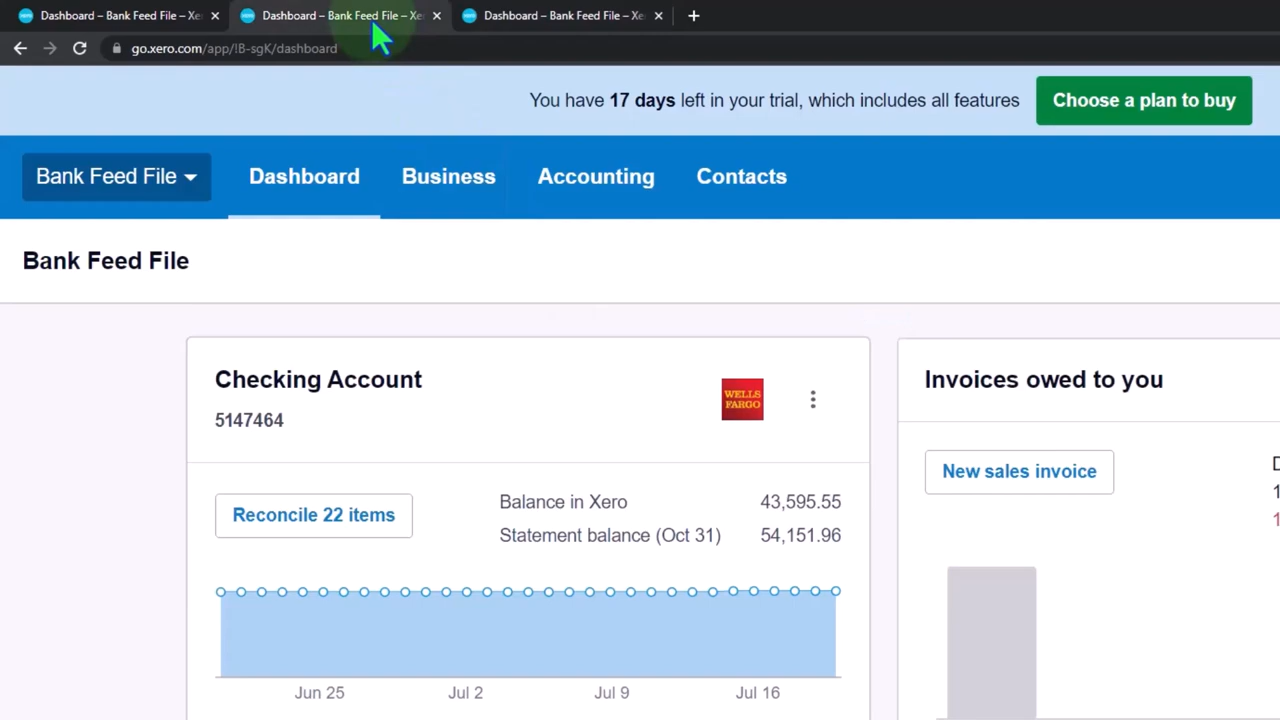 Dashboard – Bank Feed File – Xe
Dashboard – Bank Feed File – Xe
Dashboard – Bank Feed File – Xe
go.xero.com/app/!B-sgK/dashboard
You have 17 days left in your trial, which includes all features
Choose a plan to buy
Bank Feed File
Dashboard
Business
Accounting
Contacts
Bank Feed File
Checking Account
5147464
WELLS
FARGO
Invoices owed to you
Reconcile 22 items
Balance in Xero 43,595.55
Statement balance (Oct 31) 54,151.96
New sales invoice
1
1
Jun 25 Jul 2 Jul 9 Jul 16